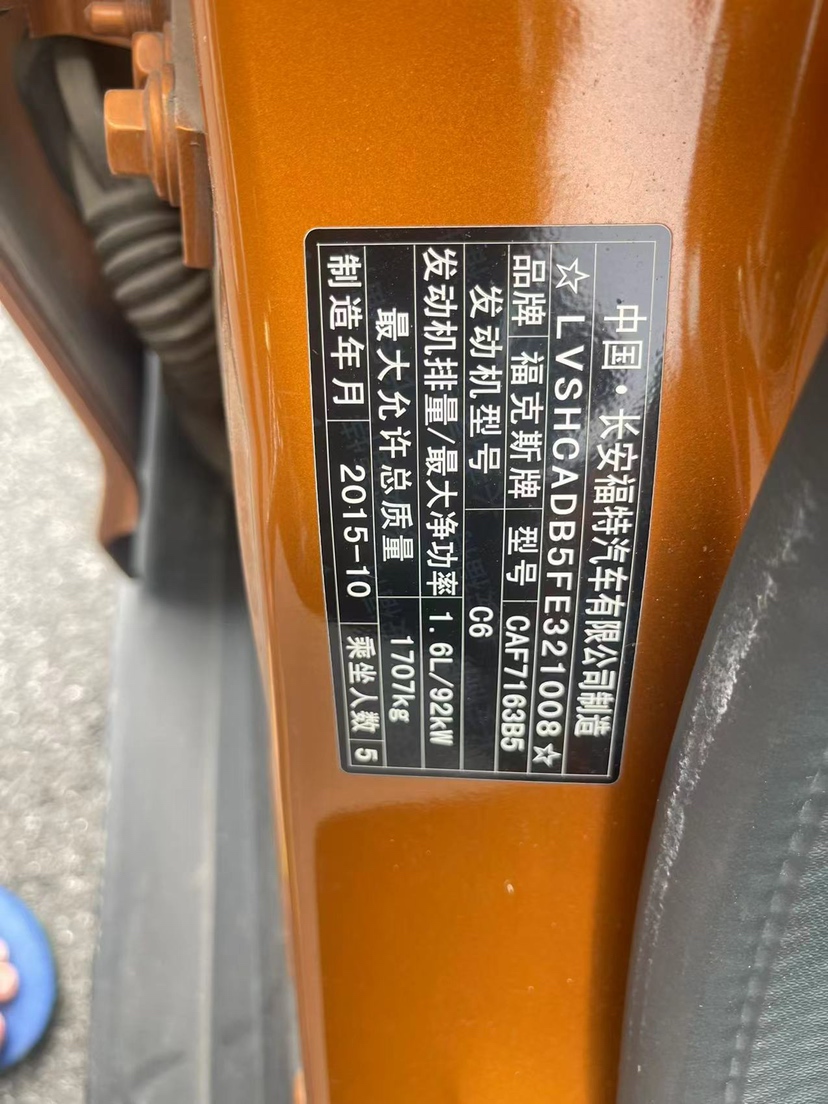 中国·长安福特汽车有限公司制造
☆LVSHCADB5FE321008☆
品牌 福克斯牌 型号 CAF7163B5
发动机型号 C6
发动机排量/最大净功率 1.6L/92kW
最大允许总质量 1707kg
制造年月 2015-10 乘坐人数 5